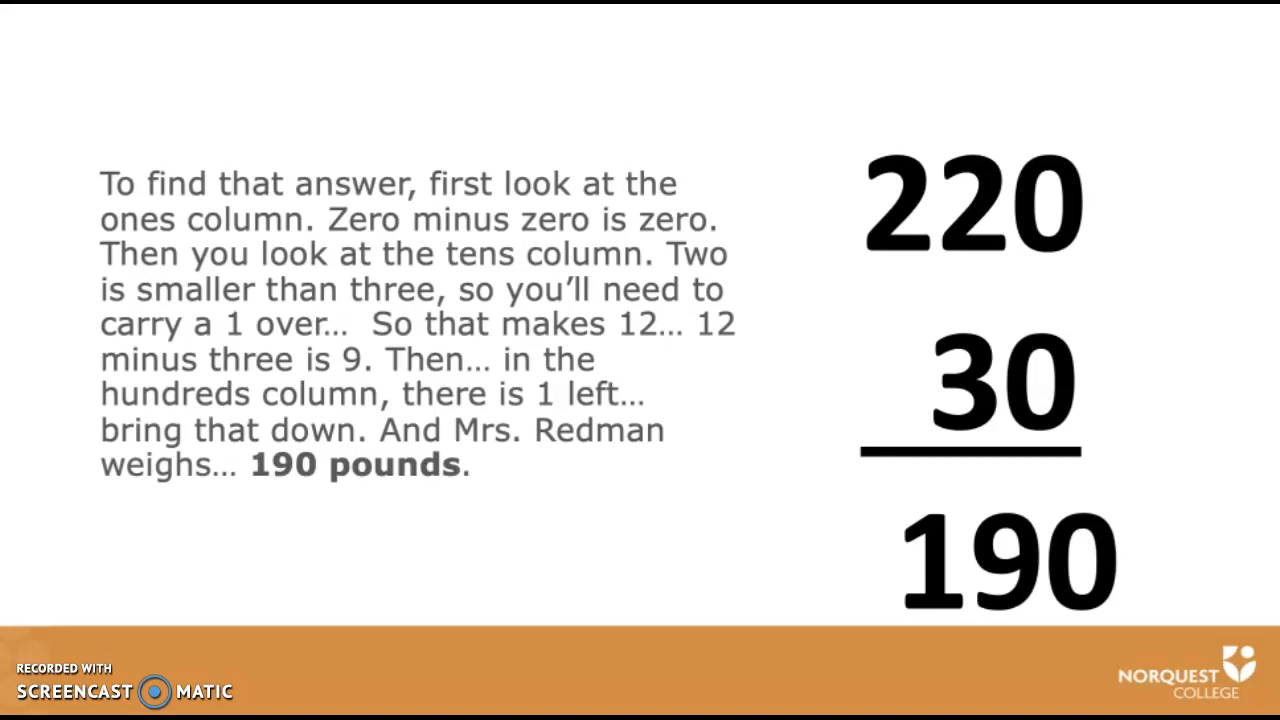 To find that answer, first look at the
ones column. Zero minus zero is zero.
Then you look at the tens column. Two
is smaller than three, so you’ll need to
carry a 1 over…  So that makes 12… 12
minus three is 9. Then… in the
hundreds column, there is 1 left…
bring that down. And Mrs. Redman
weighs… 190 pounds.
220
30
190
RECORDED WITH
SCREENCAST MATIC
NORQUEST
COLLEGE